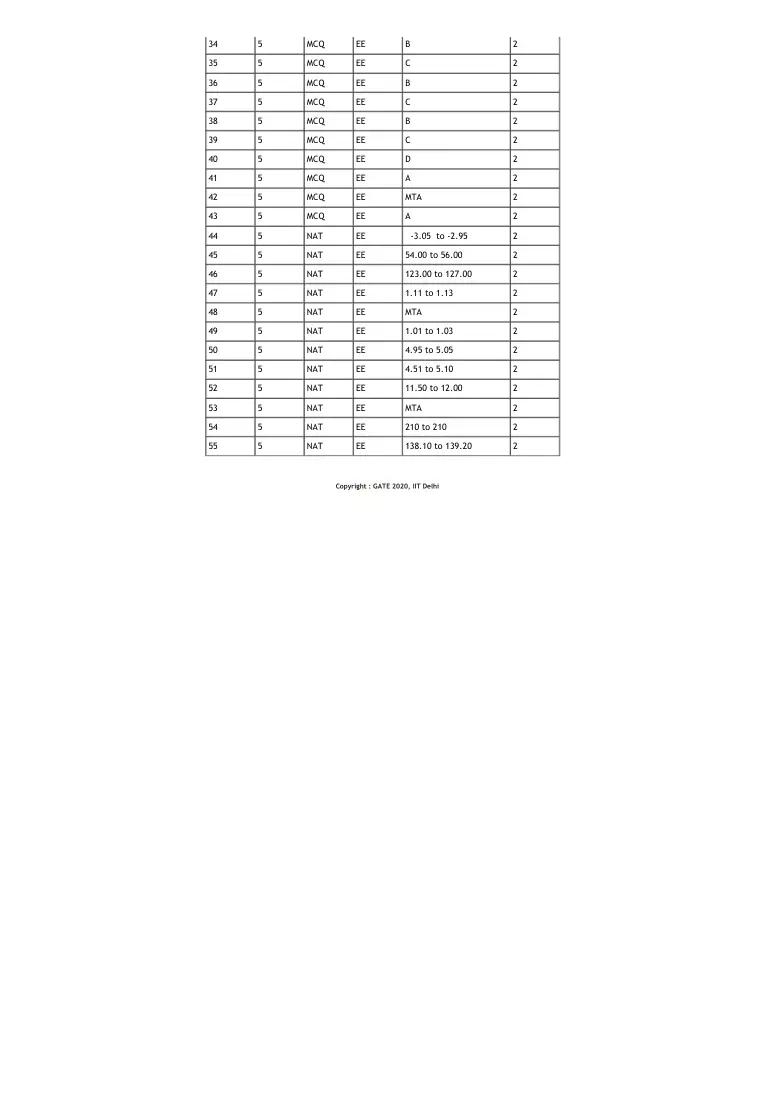 34 5 MCQ EE B 2
35 5 MCQ EE C 2
36 5 MCQ EE B 2
37 5 MCQ EE C 2
38 5 MCQ EE B 2
39 5 MCQ EE C 2
40 5 MCQ EE D 2
41 5 MCQ EE A 2
42 5 MCQ EE MTA 2
43 5 MCQ EE A 2
44 5 NAT EE -3.05 to -2.95 2
45 5 NAT EE 54.00 to 56.00 2
46 5 NAT EE 123.00 to 127.00 2
47 5 NAT EE 1.11 to 1.13 2
48 5 NAT EE MTA 2
49 5 NAT EE 1.01 to 1.03 2
50 5 NAT EE 4.95 to 5.05 2
51 5 NAT EE 4.51 to 5.10 2
52 5 NAT EE 11.50 to 12.00 2
53 5 NAT EE MTA 2
54 5 NAT EE 210 to 210 2
55 5 NAT EE 138.10 to 139.20 2
Copyright : GATE 2020, IIT Delhi